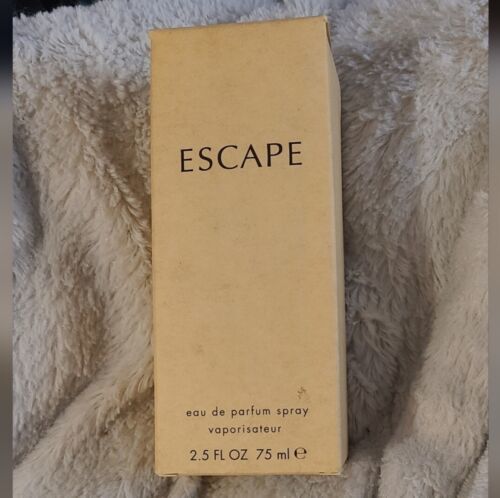 ESCAPE
eau de parfum spray
vaporisateur
2.5 FL OZ 75 ml ℮